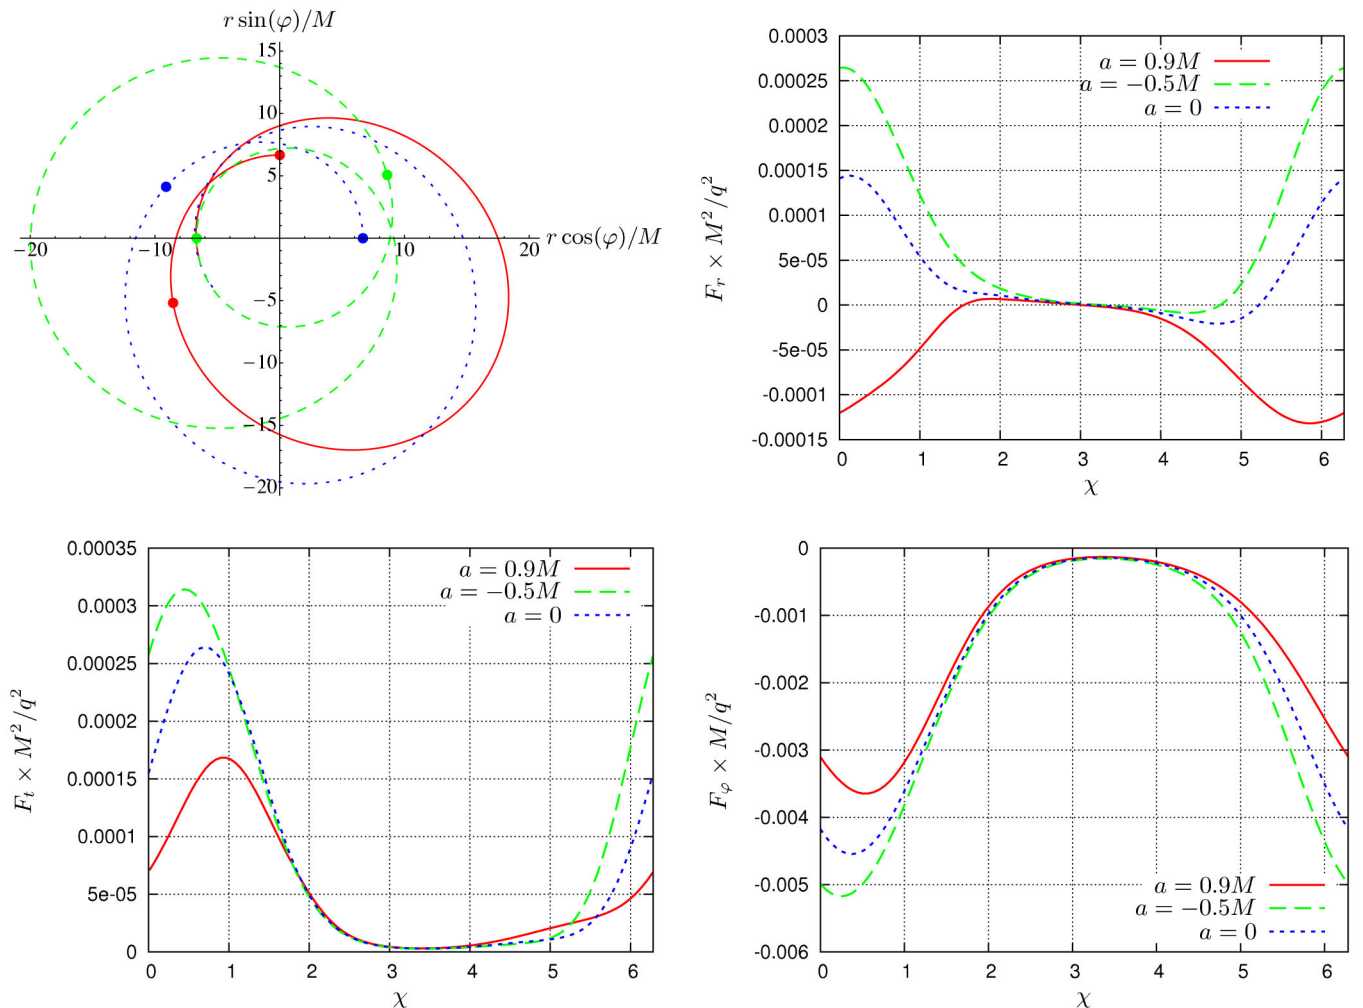 r sin(φ)/M
15
10
5
−20 −10 10 20 r cos(φ)/M
−5
−10
−15
−20
0.0003
0.00025
0.0002
0.00015
0.0001
5e-05
0
-5e-05
-0.0001
-0.00015
F_r × M^2/q^2
a = 0.9M
a = −0.5M
a = 0
0 1 2 3 4 5 6
χ
0.00035
0.0003
0.00025
0.0002
0.00015
0.0001
5e-05
0
F_t × M^2/q^2
a = 0.9M
a = −0.5M
a = 0
0 1 2 3 4 5 6
χ
0
-0.001
-0.002
-0.003
-0.004
-0.005
-0.006
F_φ × M/q^2
a = 0.9M
a = −0.5M
a = 0
0 1 2 3 4 5 6
χ